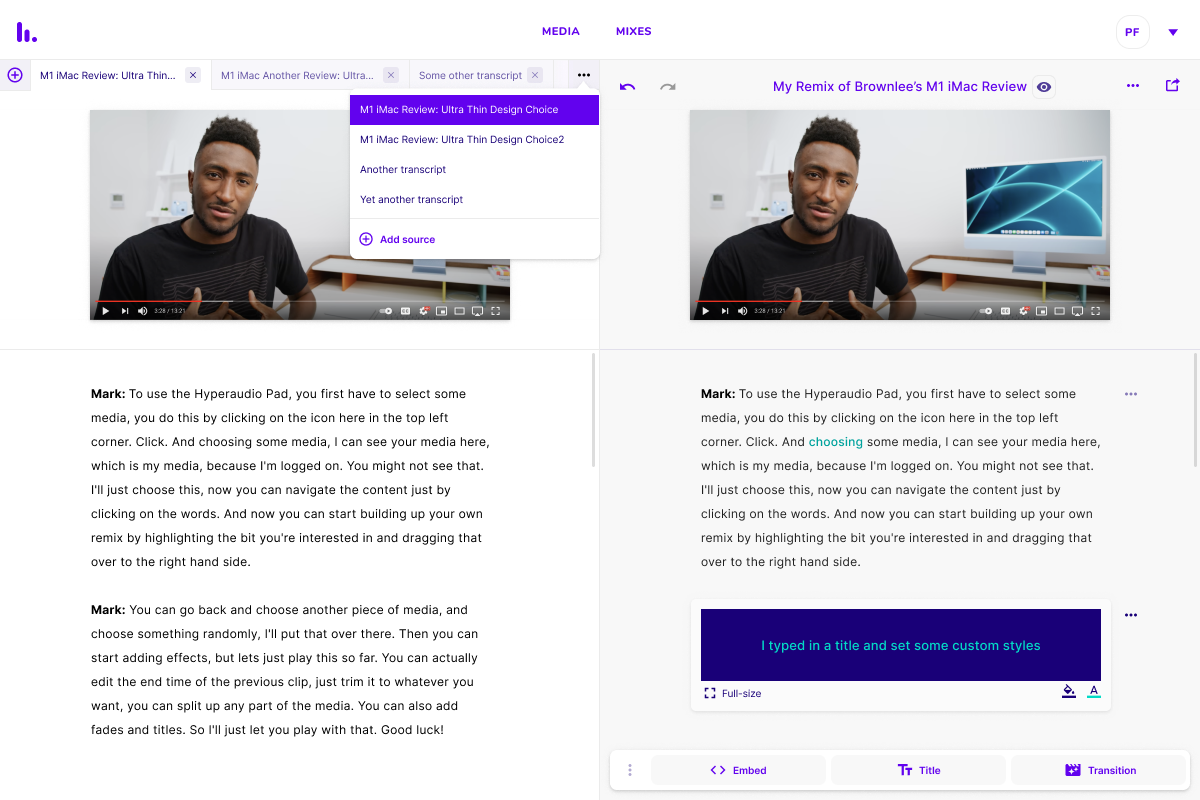 MEDIA
MIXES
PF
M1 iMac Review: Ultra Thin...
M1 iMac Another Review: Ultra...
Some other transcript
M1 iMac Review: Ultra Thin Design Choice
M1 iMac Review: Ultra Thin Design Choice2
Another transcript
Yet another transcript
Add source
3:28 / 13:21
Mark: To use the Hyperaudio Pad, you first have to select some
media, you do this by clicking on the icon here in the top left
corner. Click. And choosing some media, I can see your media here,
which is my media, because I'm logged on. You might not see that.
I'll just choose this, now you can navigate the content just by
clicking on the words. And now you can start building up your own
remix by highlighting the bit you're interested in and dragging that
over to the right hand side.
Mark: You can go back and choose another piece of media, and
choose something randomly, I'll put that over there. Then you can
start adding effects, but lets just play this so far. You can actually
edit the end time of the previous clip, just trim it to whatever you
want, you can split up any part of the media. You can also add
fades and titles. So I'll just let you play with that. Good luck!
My Remix of Brownlee's M1 iMac Review
3:28 / 13:21
Mark: To use the Hyperaudio Pad, you first have to select some
media, you do this by clicking on the icon here in the top left
corner. Click. And choosing some media, I can see your media here,
which is my media, because I'm logged on. You might not see that.
I'll just choose this, now you can navigate the content just by
clicking on the words. And now you can start building up your own
remix by highlighting the bit you're interested in and dragging that
over to the right hand side.
I typed in a title and set some custom styles
Full-size
A
Embed
Title
Transition